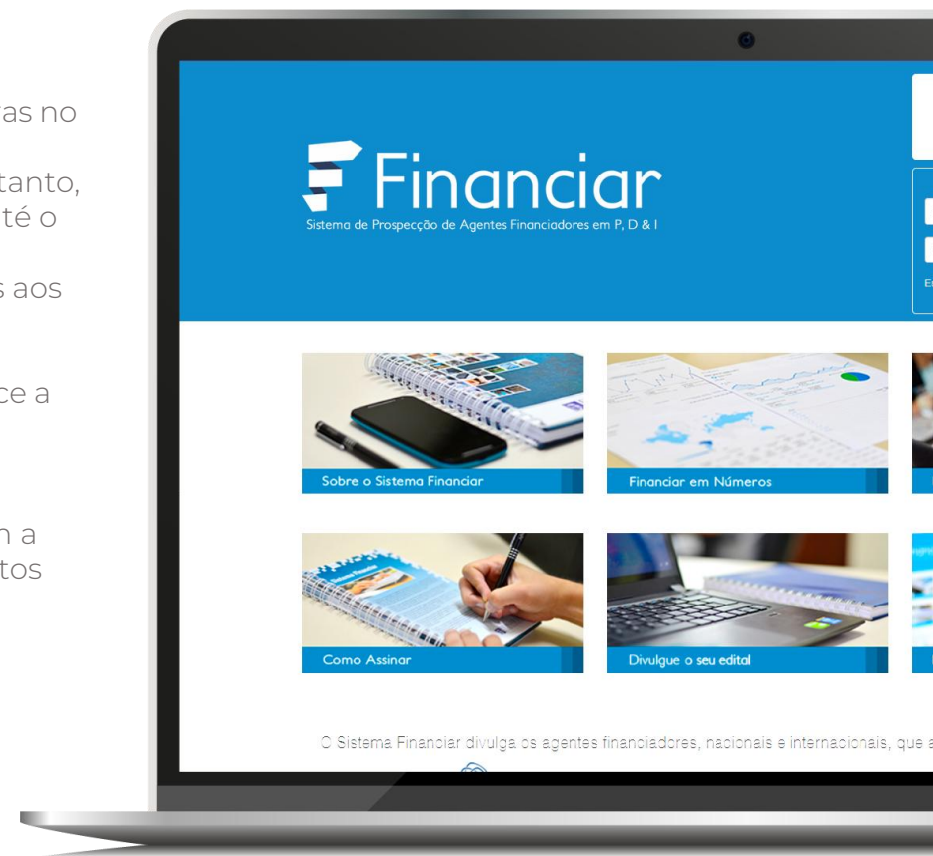 as no
tanto,
té o
s aos
ce a
a
tos
Financiar
Sistema de Prospecção de Agentes Financiadores em P, D & I
Sobre o Sistema Financiar
Financiar em Números
Como Assinar
Divulgue o seu edital
O Sistema Financiar divulga os agentes financiadores, nacionais e internacionais, que a